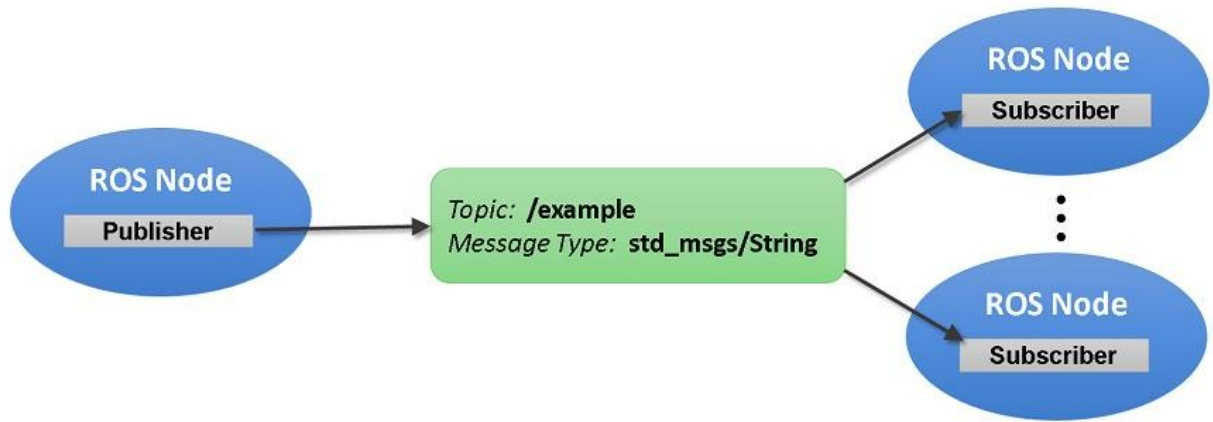 ROS Node
Publisher
Topic: /example
Message Type: std_msgs/String
ROS Node
Subscriber
ROS Node
Subscriber